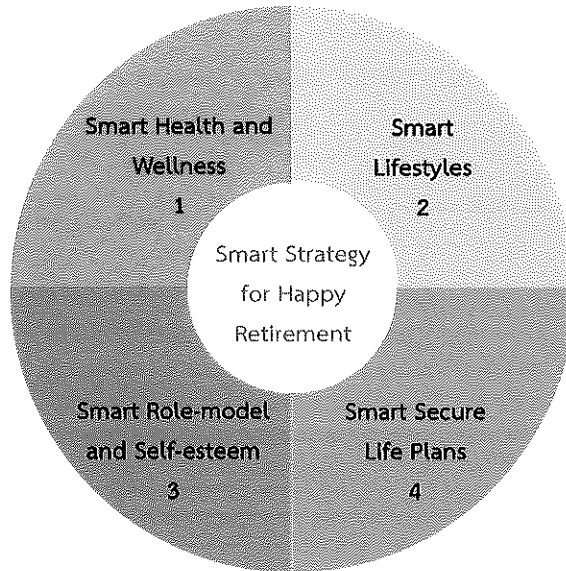 Smart Health and
Wellness
1
Smart
Lifestyles
2
Smart Strategy
for Happy
Retirement
Smart Role-model
and Self-esteem
3
Smart Secure
Life Plans
4